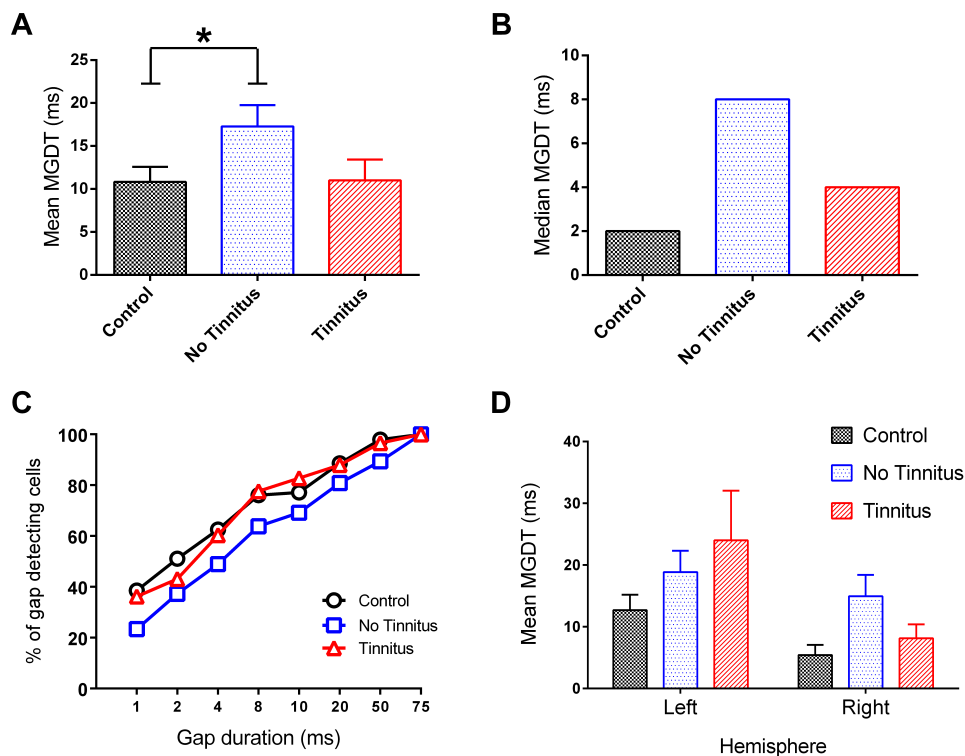 A
*
Mean MGDT (ms)
25
20
15
10
5
0
Control
No Tinnitus
Tinnitus
B
Median MGDT (ms)
10
8
6
4
2
0
Control
No Tinnitus
Tinnitus
C
% of gap detecting cells
100
80
60
40
20
0
1 2 4 8 10 20 50 75
Gap duration (ms)
Control
No Tinnitus
Tinnitus
D
Mean MGDT (ms)
40
30
20
10
0
Left Right
Hemisphere
Control
No Tinnitus
Tinnitus